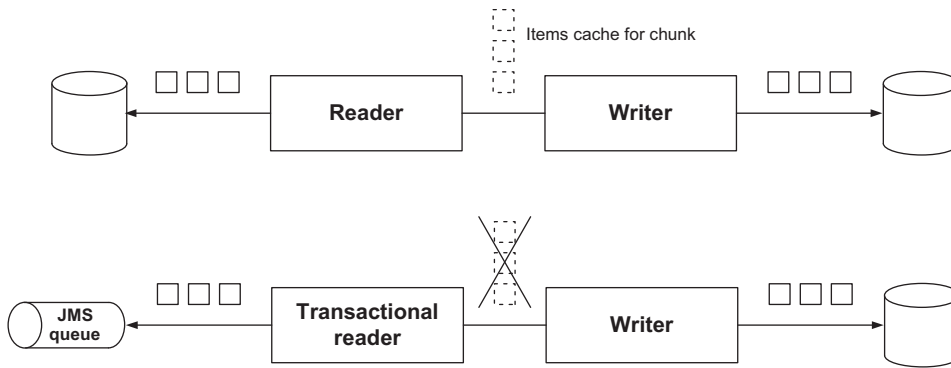 Items cache for chunk
Reader
Writer
JMS
queue
Transactional
reader
Writer